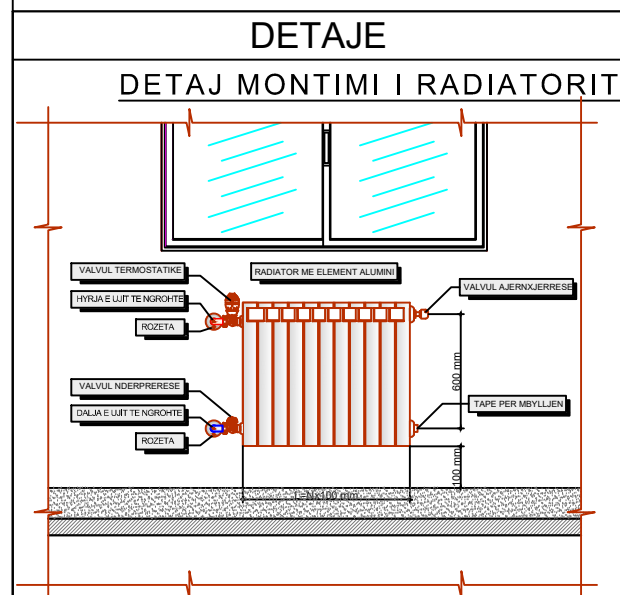 DETAJE
DETAJ MONTIMI I RADIATORIT
VALVUL TERMOSTATIKE
RADIATOR ME ELEMENT ALUMINI
HYRJA E UJIT TE NGROHTE
VALVUL AJERNXJERRESE
ROZETA
600 mm
VALVUL NDERPRERESE
DALJA E UJIT TE NGROHTE
TAPE PER MBYLLJEN
ROZETA
100 mm
L=Nx100 mm